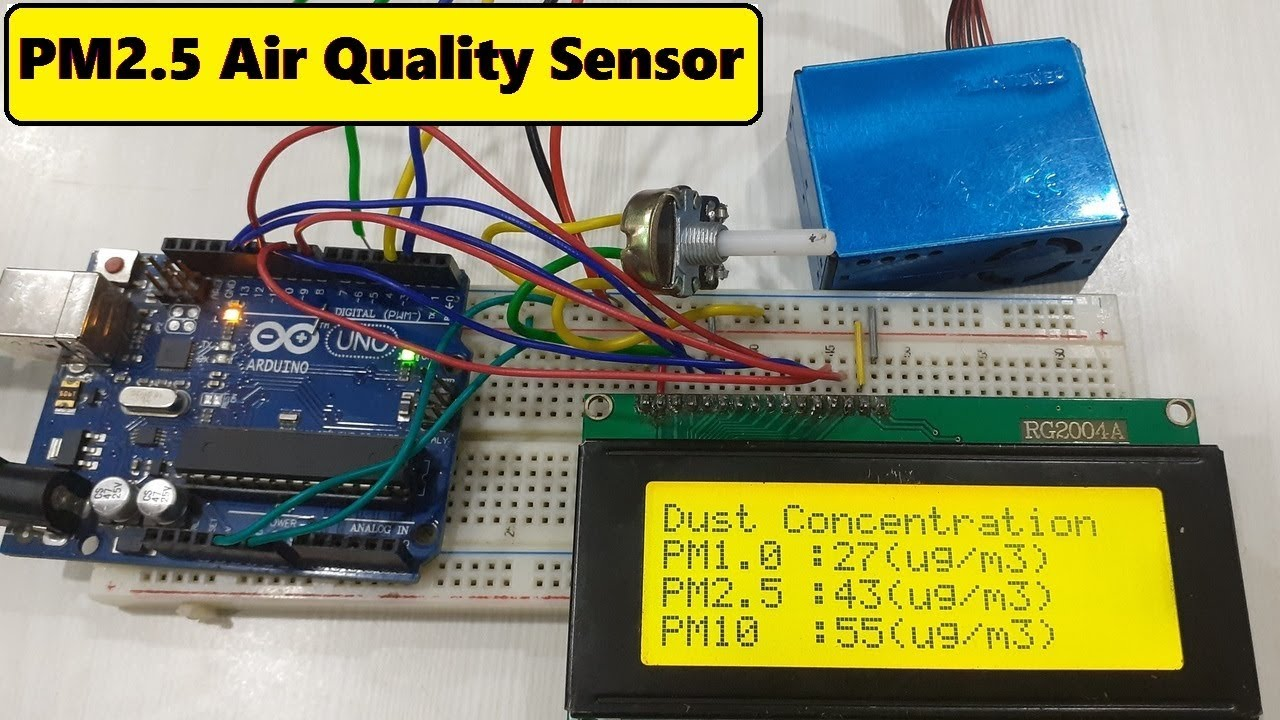 PM2.5 Air Quality Sensor
DIGITAL (PWM~)
UNO
ARDUINO
RG2004A
POWER
ANALOG IN
Dust Concentration
PM1.0 :27(ug/m3)
PM2.5 :43(ug/m3)
PM10 :55(ug/m3)